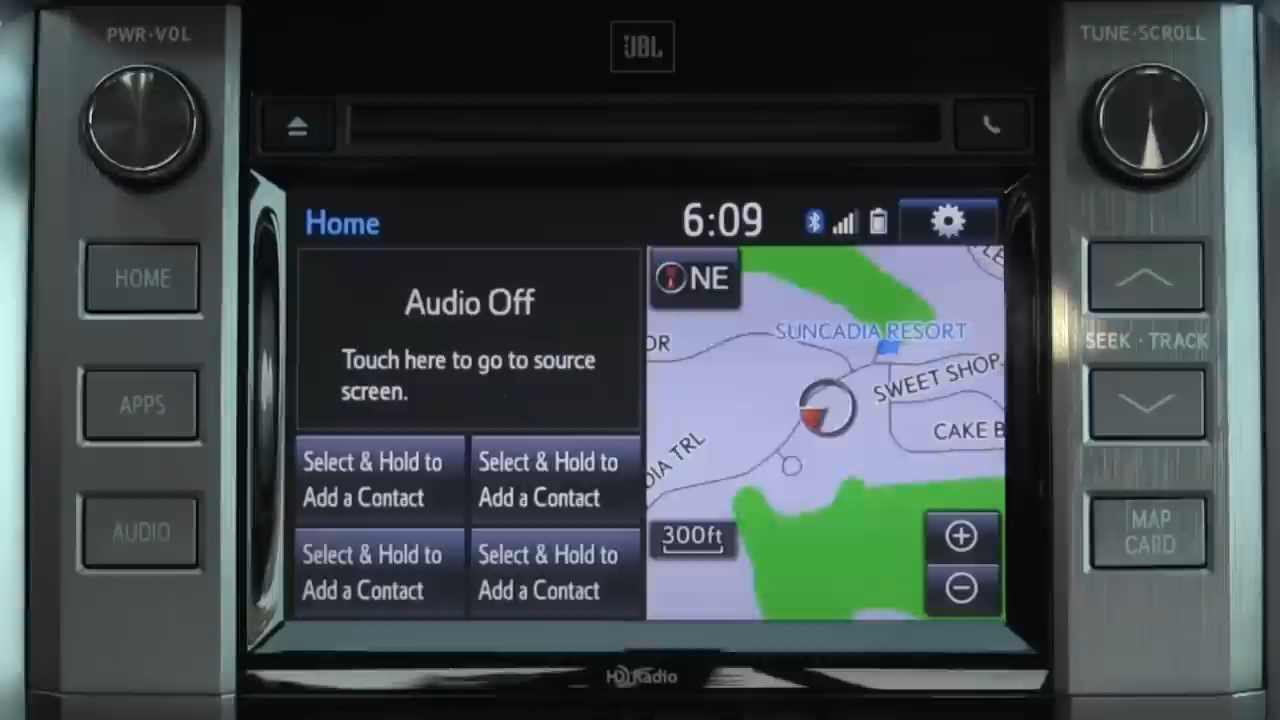 PWR·VOL
JBL
TUNE·SCROLL
Home
6:09
HOME
NE
Audio Off
SUNCADIA RESORT
OR
SEEK · TRACK
Touch here to go to source
screen.
SWEET SHOP
APPS
CAKE B
DIA TRL
Select & Hold to
Add a Contact
Select & Hold to
Add a Contact
AUDIO
300ft
MAP
CARD
Select & Hold to
Add a Contact
Select & Hold to
Add a Contact
HD Radio